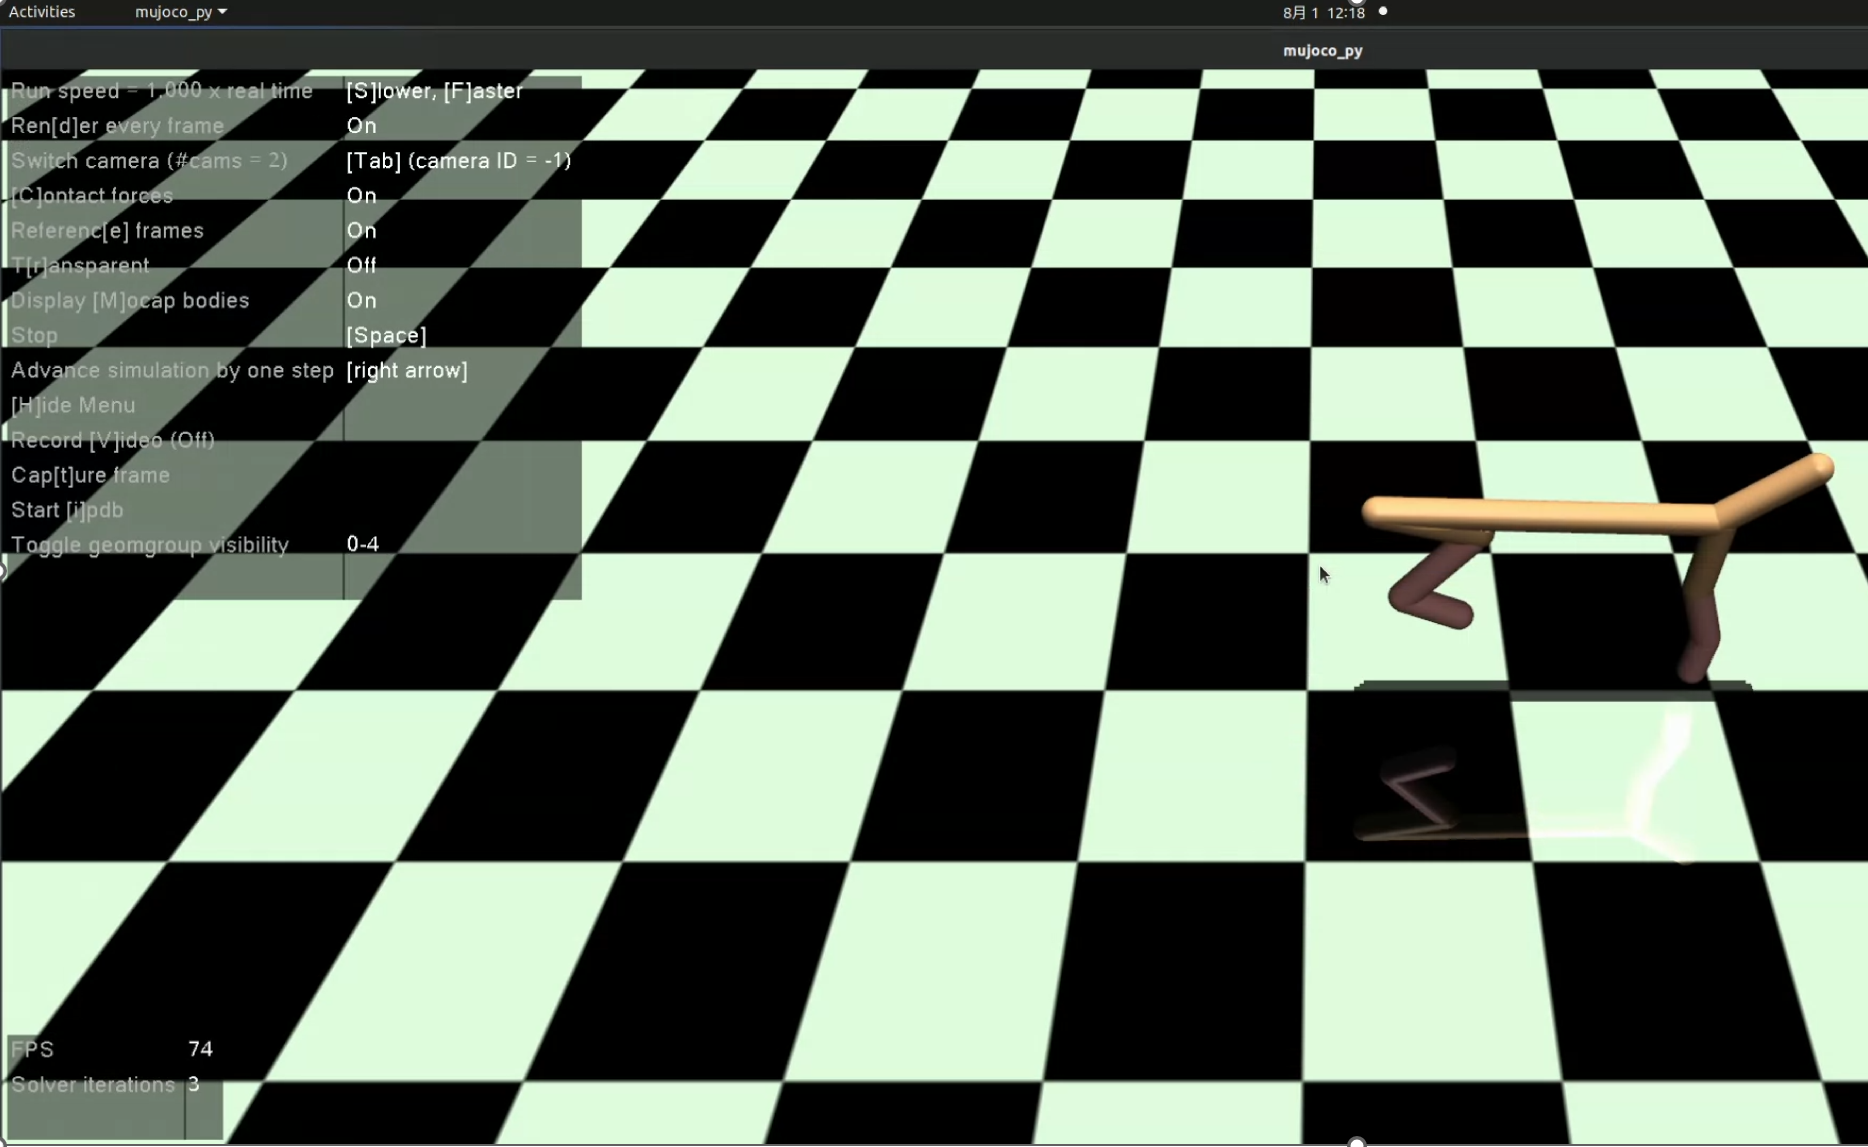 Activities mujoco_py 8月 1 12:18
mujoco_py
Run speed = 1.000 x real time [S]lower, [F]aster
Ren[d]er every frame On
Switch camera (#cams = 2) [Tab] (camera ID = -1)
[C]ontact forces On
Referenc[e] frames On
T[r]ansparent Off
Display [M]ocap bodies On
Stop [Space]
Advance simulation by one step [right arrow]
[H]ide Menu
Record [V]ideo (Off)
Cap[t]ure frame
Start [i]pdb
Toggle geomgroup visibility 0-4
FPS 74
Solver iterations 3